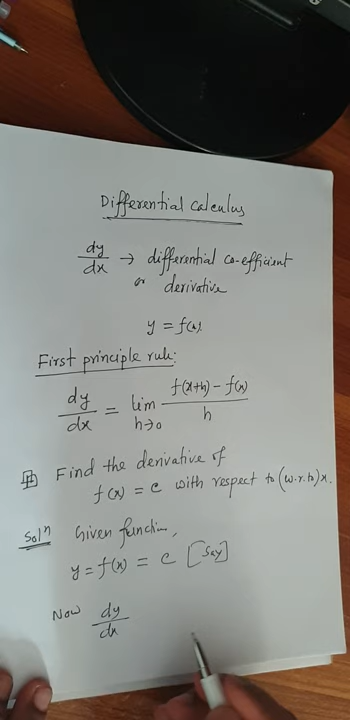 Differential calculus
dy/dx → differential co-efficient
or derivative
y = f(x).
First principle rule:
dy/dx = lim h→0 f(x+h) - f(x) / h
Find the derivative of
f(x) = c with respect to (w.r.to) x.
Solⁿ Given function,
y = f(x) = c [Say]
Now dy/dx